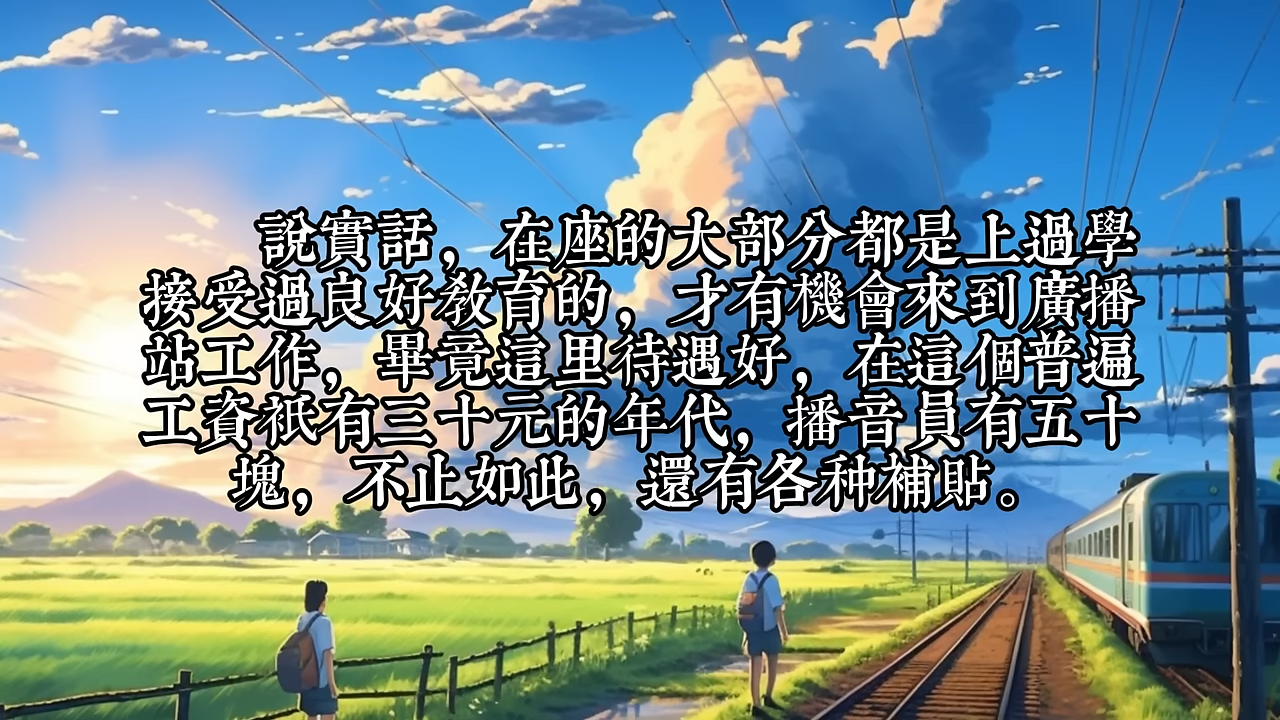 說實話，在座的大部分都是上過學
接受過良好教育的，才有機會來到廣播
站工作，畢竟這里待遇好，在這個普遍
工資祇有三十元的年代，播音員有五十
塊，不止如此，還有各种補貼。